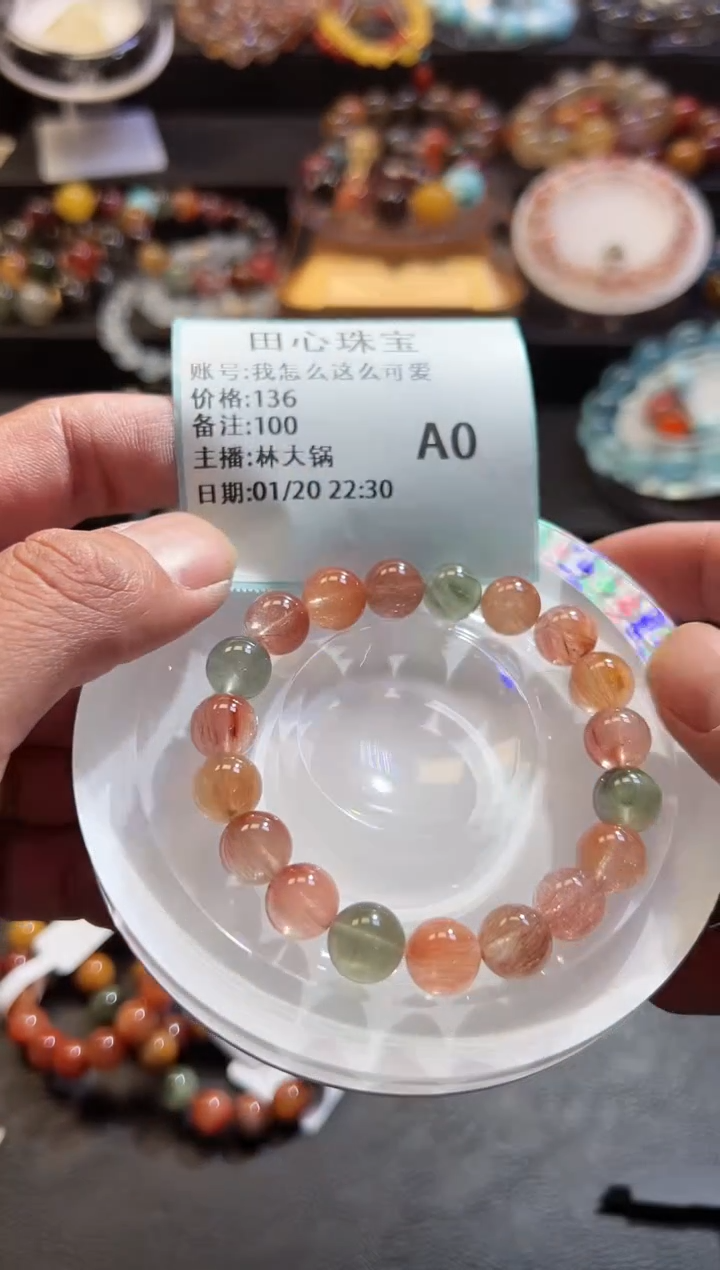 田心珠宝
账号:我怎么这么可爱
价格:136
备注:100
A0
主播:林大锅
日期:01/20 22:30